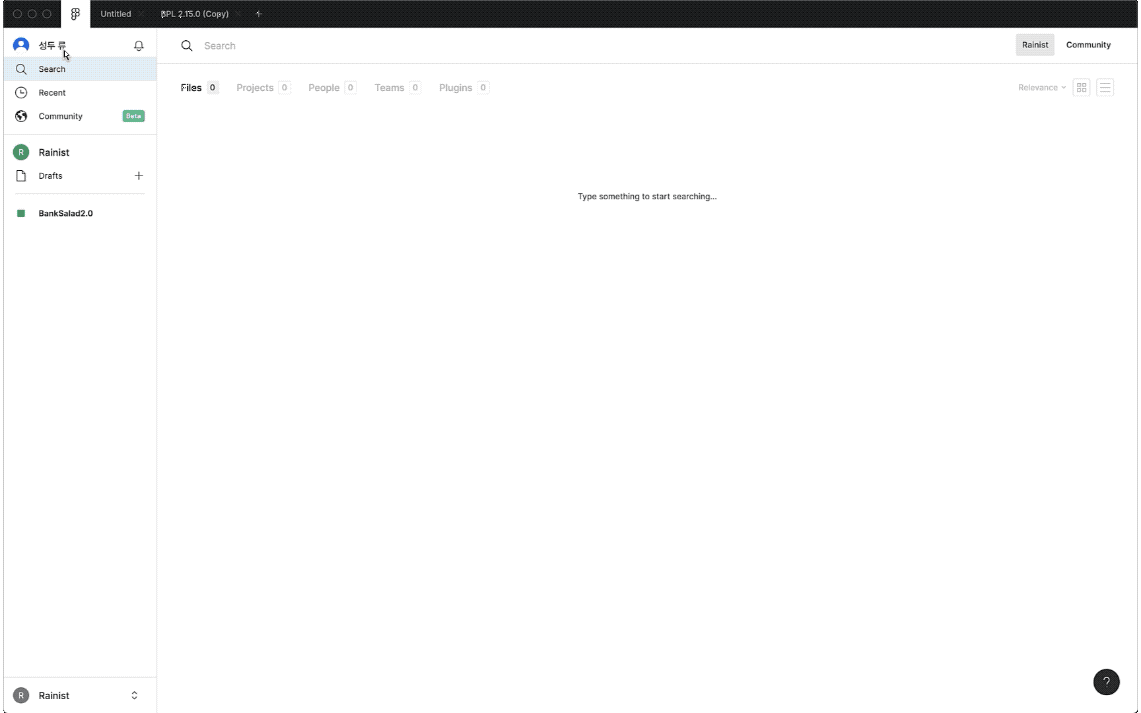 Untitled
BPL 2.15.0 (Copy)
성두 류
Search
Recent
Community
Beta
R
Rainist
Drafts
BankSalad2.0
R
Rainist
Search
Rainist
Community
Files 0
Projects 0
People 0
Teams 0
Plugins 0
Relevance
Type something to start searching...
?